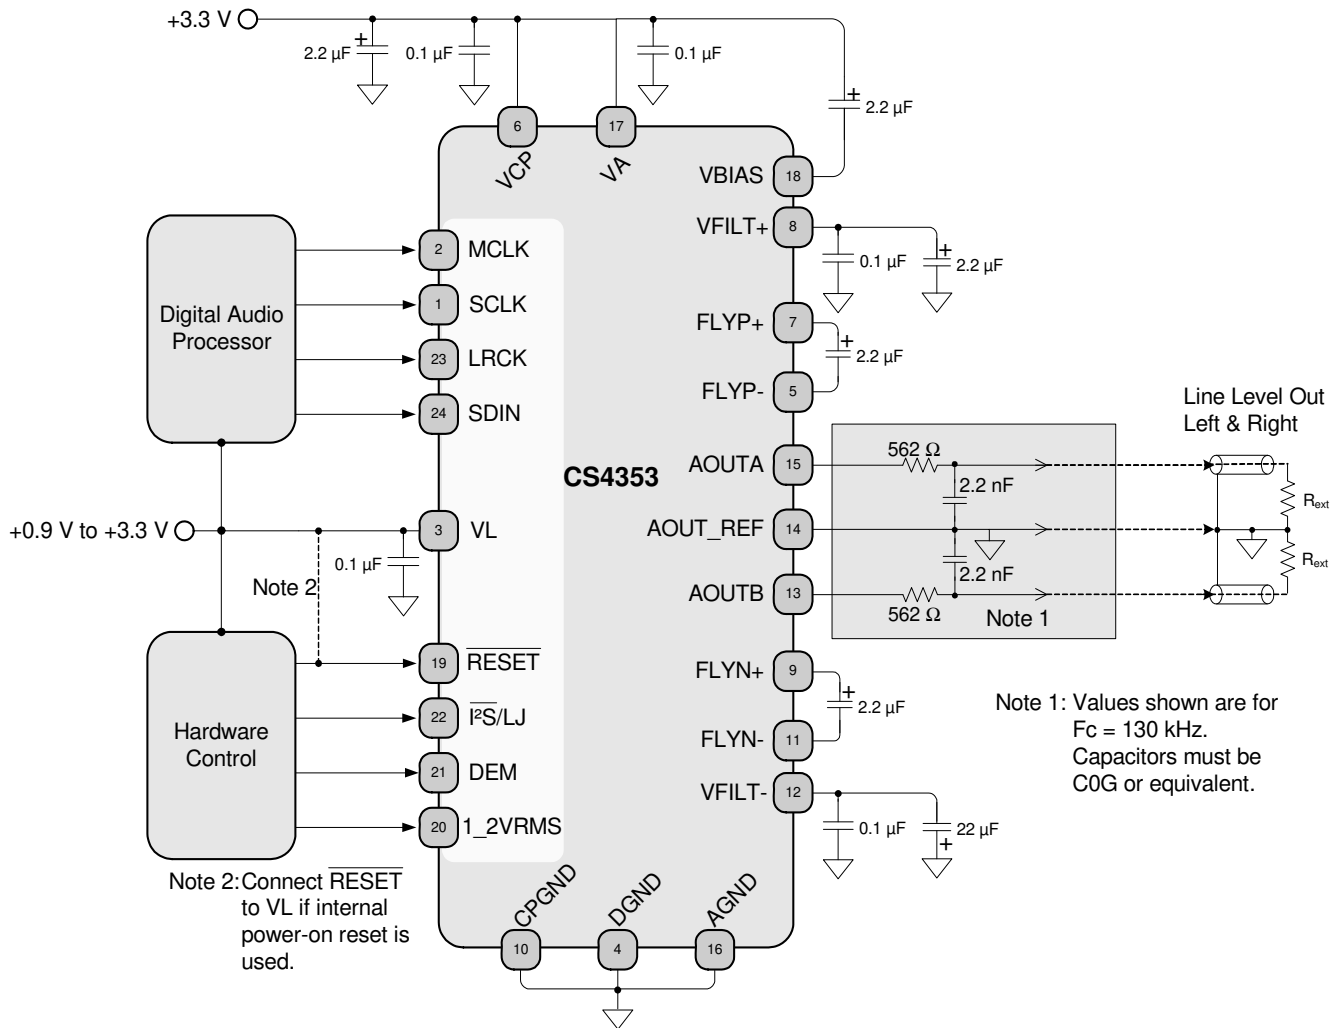 +3.3 V
2.2 µF
+
0.1 µF
0.1 µF
+
2.2 µF
6
17
VCP
VA
VBIAS
18
VFILT+
8
0.1 µF
+
2.2 µF
Digital Audio
Processor
2
MCLK
1
SCLK
23
LRCK
24
SDIN
FLYP+
7
+
2.2 µF
FLYP-
5
CS4353
Line Level Out
Left & Right
AOUTA
15
562 Ω
2.2 nF
AOUT_REF
14
2.2 nF
AOUTB
13
562 Ω
Note 1
Rext
Rext
+0.9 V to +3.3 V
3
VL
0.1 µF
Note 2
Hardware
Control
19
RESET
22
I²S/LJ
21
DEM
20
1_2VRMS
FLYN+
9
+
2.2 µF
FLYN-
11
VFILT-
12
0.1 µF
22 µF
+
Note 1: Values shown are for
Fc = 130 kHz.
Capacitors must be
C0G or equivalent.
Note 2: Connect RESET
to VL if internal
power-on reset is
used.
CPGND
DGND
AGND
10
4
16